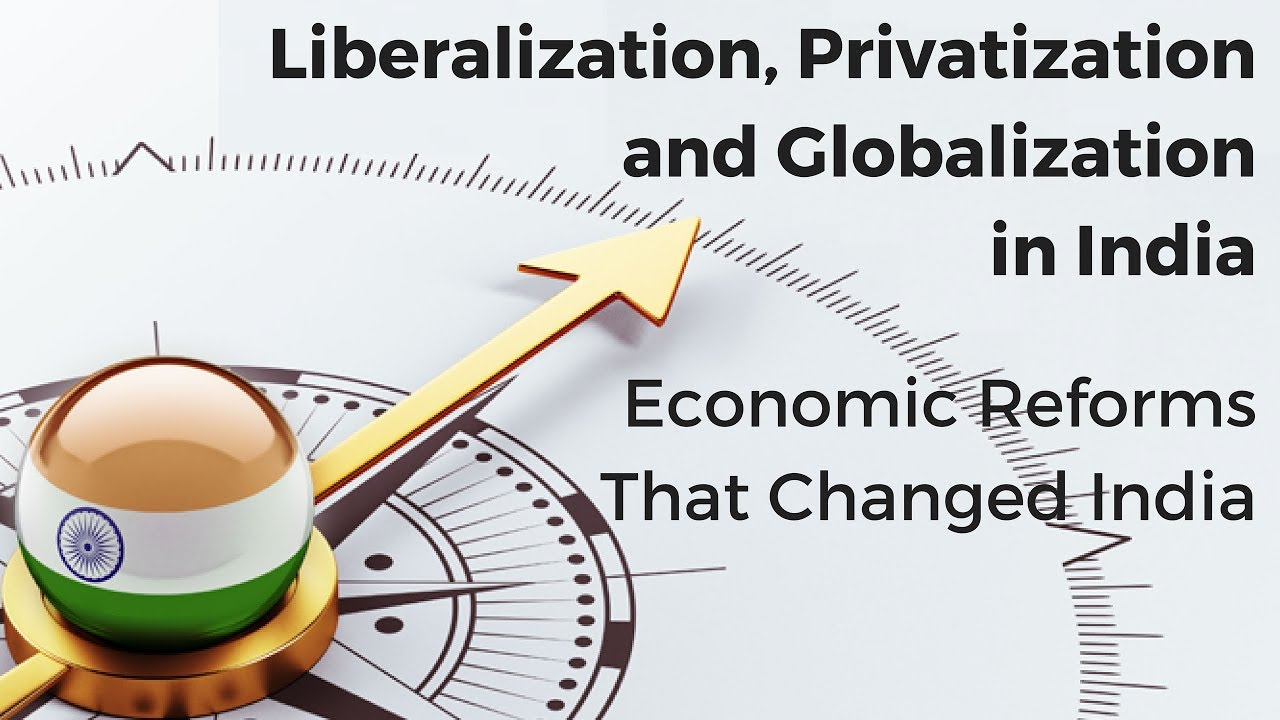 Liberalization, Privatization
and Globalization
in India
Economic Reforms
That Changed India